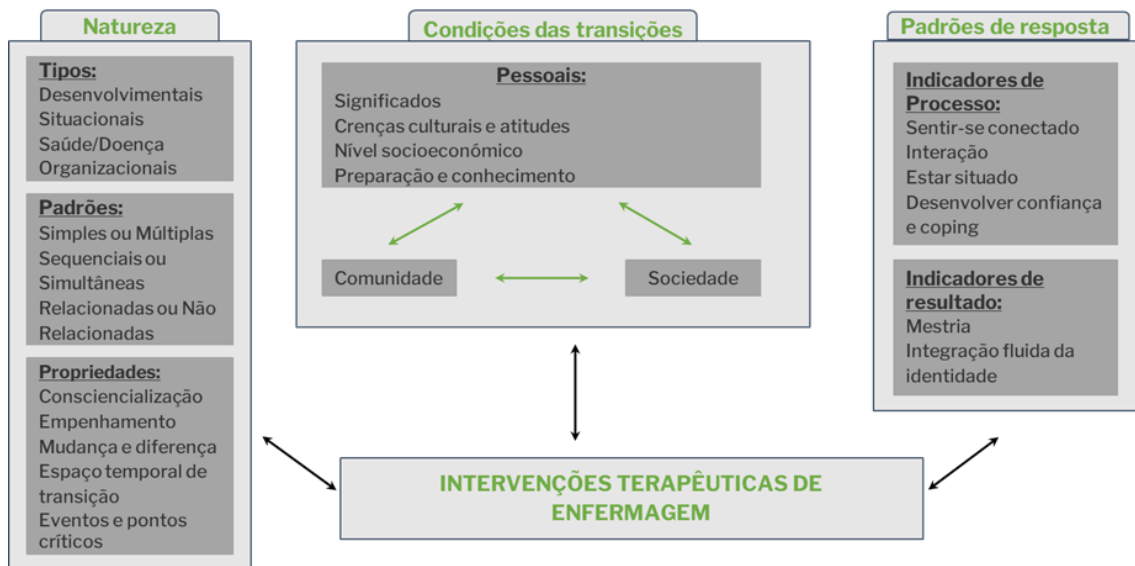 Natureza
Tipos:
Desenvolvimentais
Situacionais
Saúde/Doença
Organizacionais
Padrões:
Simples ou Múltiplas
Sequenciais ou
Simultâneas
Relacionadas ou Não
Relacionadas
Propriedades:
Consciencialização
Empenhamento
Mudança e diferença
Espaço temporal de
transição
Eventos e pontos
críticos
Condições das transições
Pessoais:
Significados
Crenças culturais e atitudes
Nível socioeconómico
Preparação e conhecimento
Comunidade
Sociedade
Padrões de resposta
Indicadores de
Processo:
Sentir-se conectado
Interação
Estar situado
Desenvolver confiança
e coping
Indicadores de
resultado:
Mestria
Integração fluida da
identidade
INTERVENÇÕES TERAPÊUTICAS DE
ENFERMAGEM